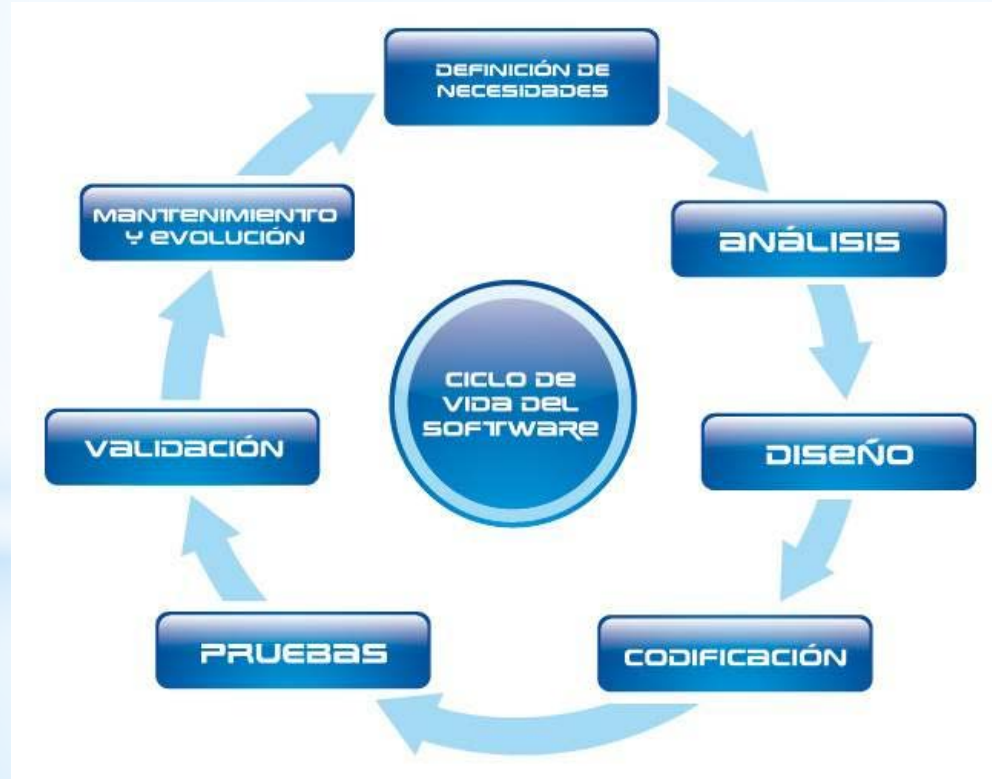 DEFINICIÓN DE
NECESIDADES
ANÁLISIS
DISEÑO
CODIFICACIÓN
PRUEBAS
VALIDACIÓN
MANTENIMIENTO
Y EVOLUCIÓN
CICLO DE
VIDA DEL
SOFTWARE